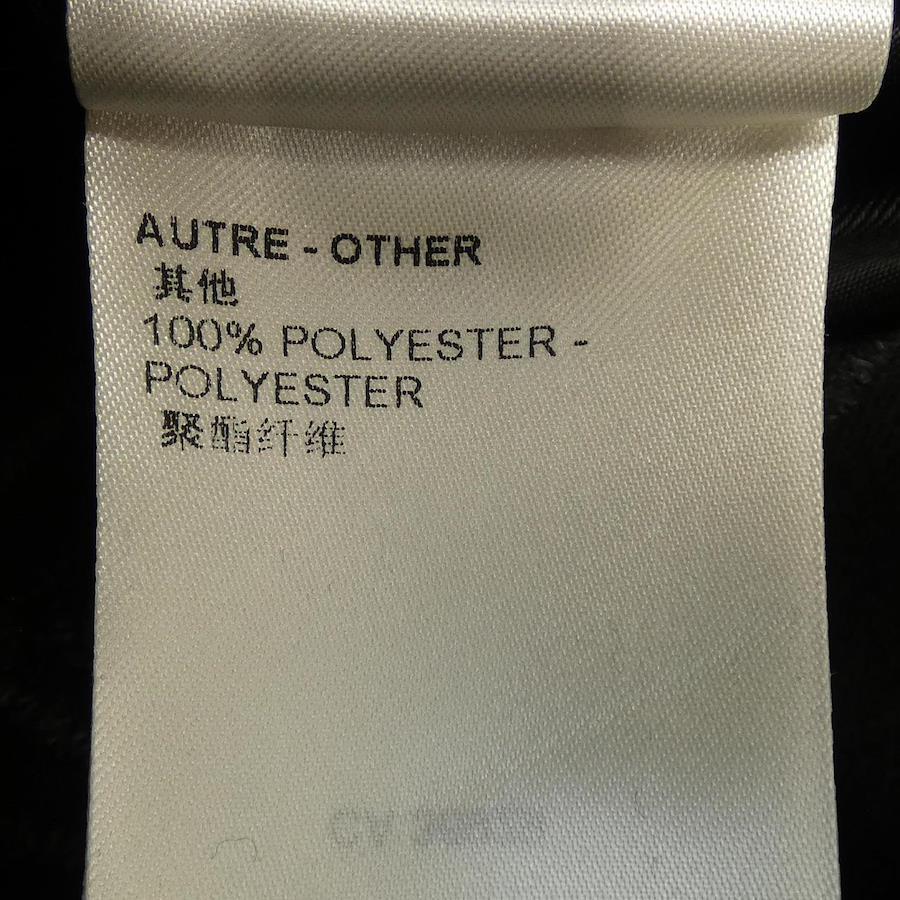 AUTRE - OTHER
其他
100% POLYESTER -
POLYESTER
聚酯纤维